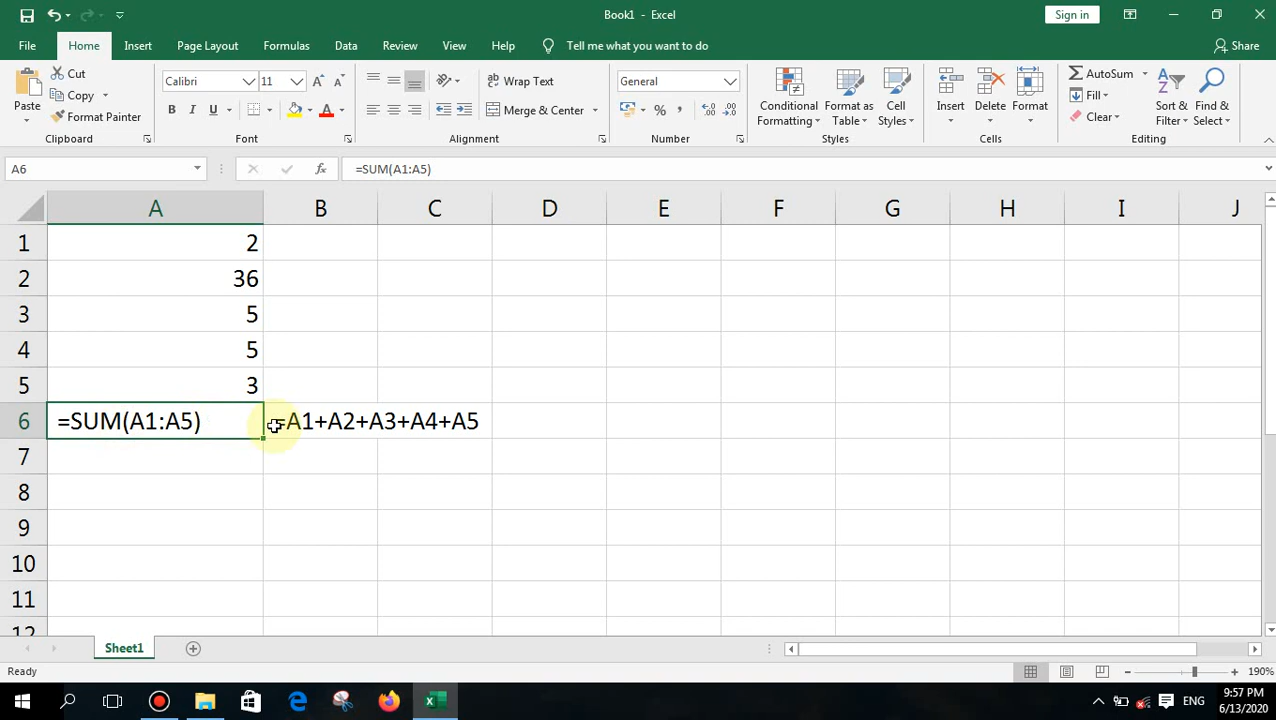 Book1 - Excel
Sign in
File Home Insert Page Layout Formulas Data Review View Help Tell me what you want to do Share
Paste
Cut
Copy
Format Painter
Clipboard
Calibri 11
B I U
Font
Wrap Text
Merge & Center
Alignment
General
Number
Conditional Formatting
Format as Table
Cell Styles
Styles
Insert Delete Format
Cells
AutoSum
Fill
Clear
Sort & Filter
Find & Select
Editing
A6 fx =SUM(A1:A5)
A B C D E F G H I J
1 2
2 36
3 5
4 5
5 3
6 =SUM(A1:A5) =A1+A2+A3+A4+A5
7
8
9
10
11
12
Sheet1
Ready 190%
ENG 9:57 PM
6/13/2020